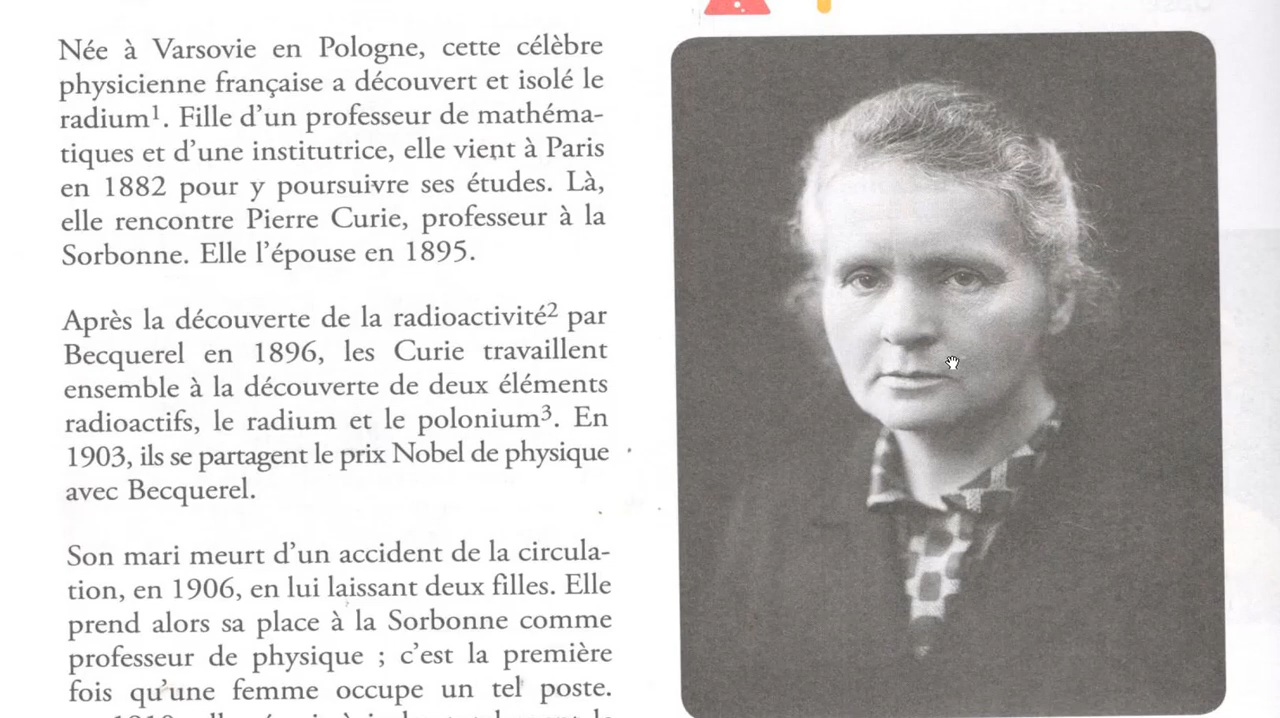 Née à Varsovie en Pologne, cette célèbre
physicienne française a découvert et isolé le
radium¹. Fille d'un professeur de mathéma-
tiques et d'une institutrice, elle vient à Paris
en 1882 pour y poursuivre ses études. Là,
elle rencontre Pierre Curie, professeur à la
Sorbonne. Elle l'épouse en 1895.
Après la découverte de la radioactivité² par
Becquerel en 1896, les Curie travaillent
ensemble à la découverte de deux éléments
radioactifs, le radium et le polonium³. En
1903, ils se partagent le prix Nobel de physique
avec Becquerel.
Son mari meurt d'un accident de la circula-
tion, en 1906, en lui laissant deux filles. Elle
prend alors sa place à la Sorbonne comme
professeur de physique ; c'est la première
fois qu'une femme occupe un tel poste.